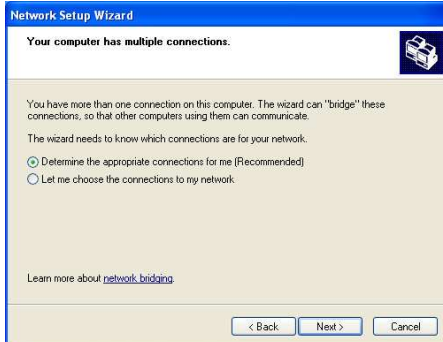 Network Setup Wizard
Your computer has multiple connections.
You have more than one connection on this computer. The wizard can "bridge" these
connections, so that other computers using them can communicate.
The wizard needs to know which connections are for your network.
Determine the appropriate connections for me (Recommended)
Let me choose the connections to my network
Learn more about network bridging.
< Back
Next >
Cancel